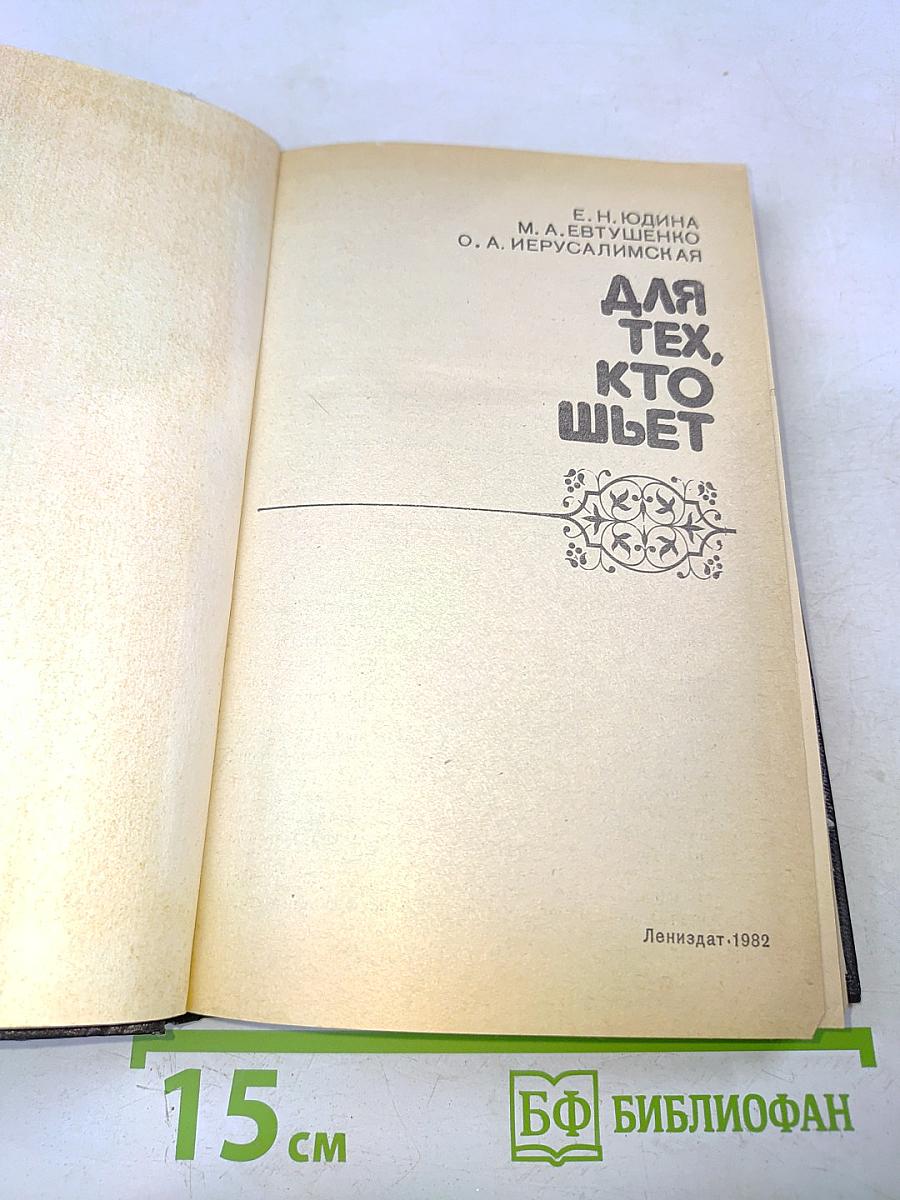 Е. Н. ЮДИНА
М. А. ЕВТУШЕНКО
О. А. ИЕРУСАЛИМСКАЯ
ДЛЯ
ТЕХ,
КТО
ШЬЕТ
Лениздат·1982
15 см
БФ БИБЛИОФАН